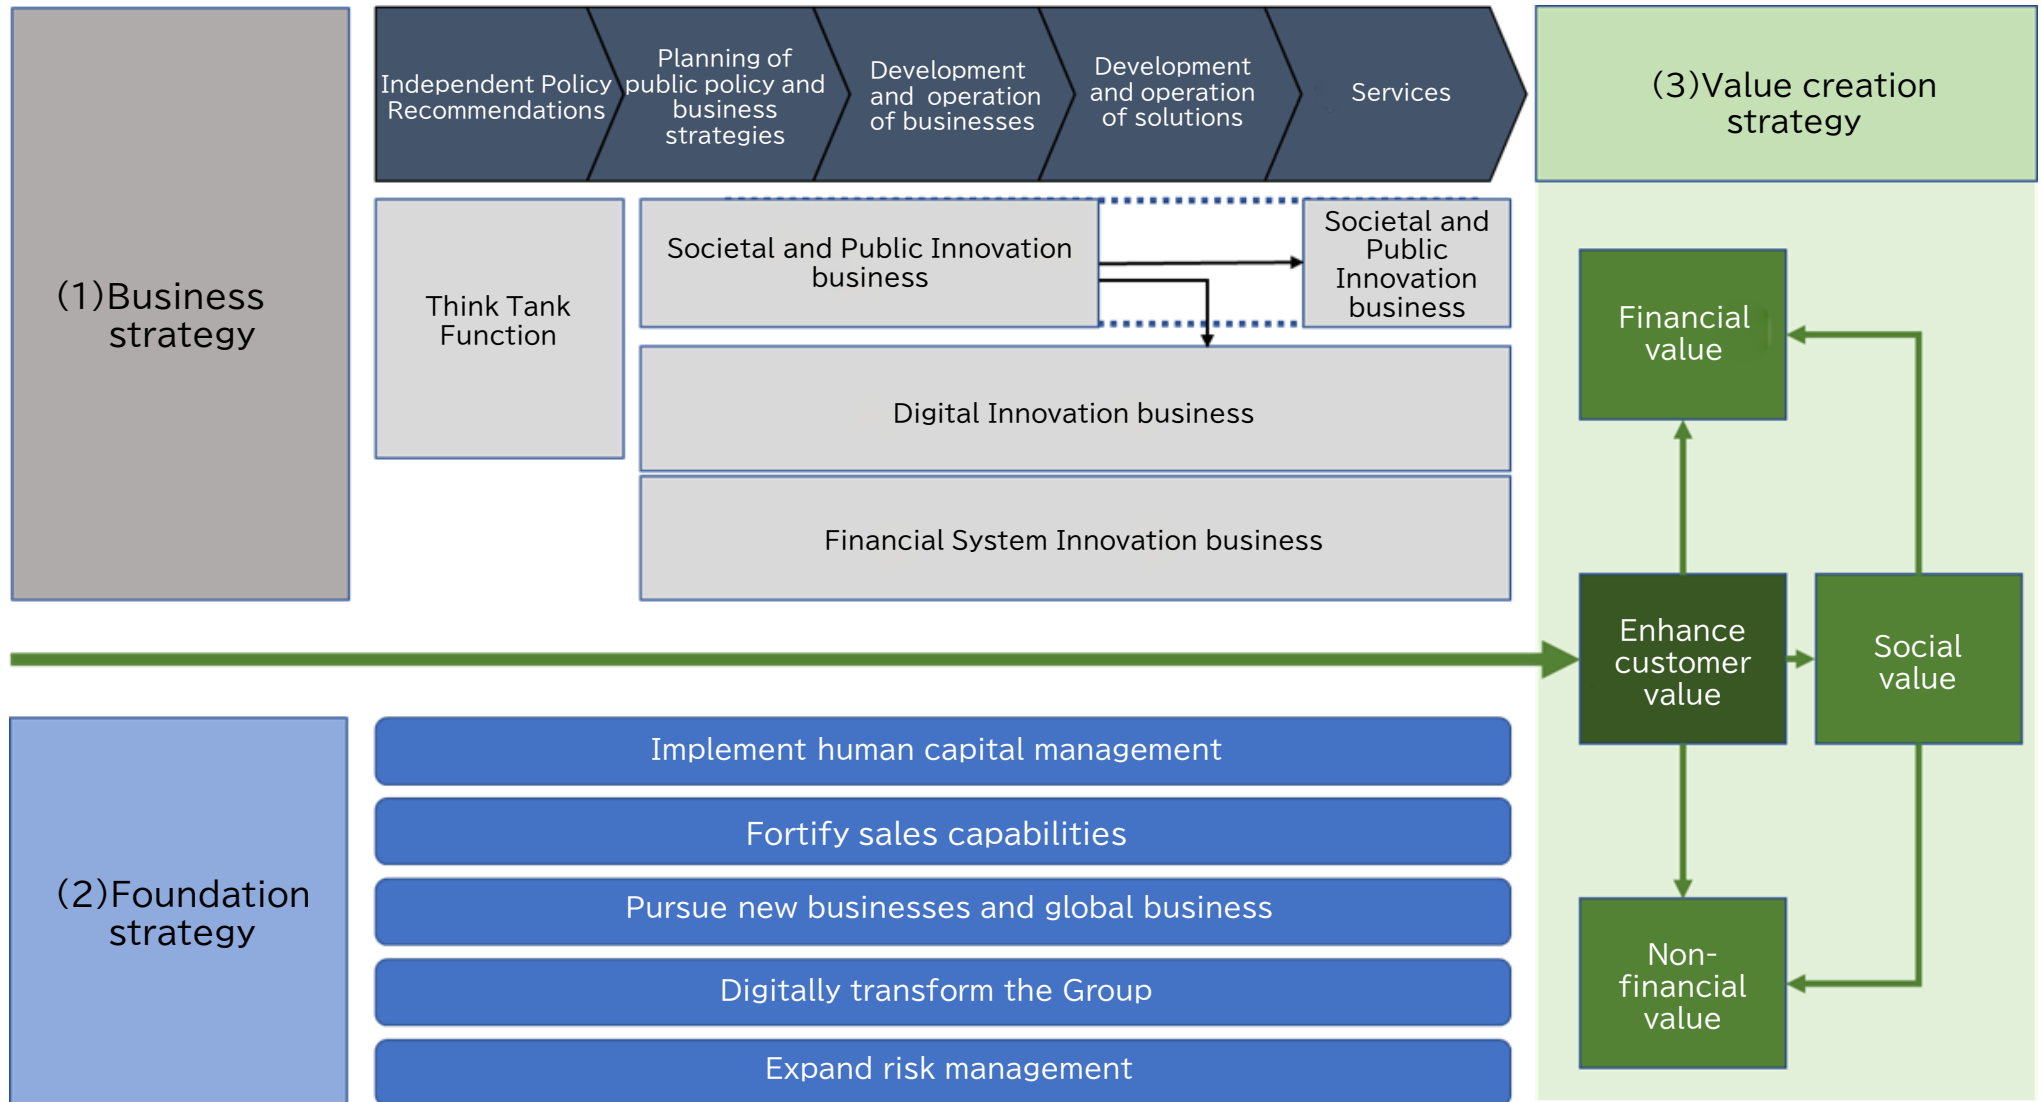 (1)Business
strategy
Independent Policy
Recommendations
Planning of
public policy and
business
strategies
Development
and operation
of businesses
Development
and operation
of solutions
Services
(3)Value creation
strategy
Think Tank
Function
Societal and Public Innovation
business
Societal and
Public
Innovation
business
Digital Innovation business
Financial System Innovation business
Financial
value
Enhance
customer
value
Social
value
Non-
financial
value
(2)Foundation
strategy
Implement human capital management
Fortify sales capabilities
Pursue new businesses and global business
Digitally transform the Group
Expand risk management